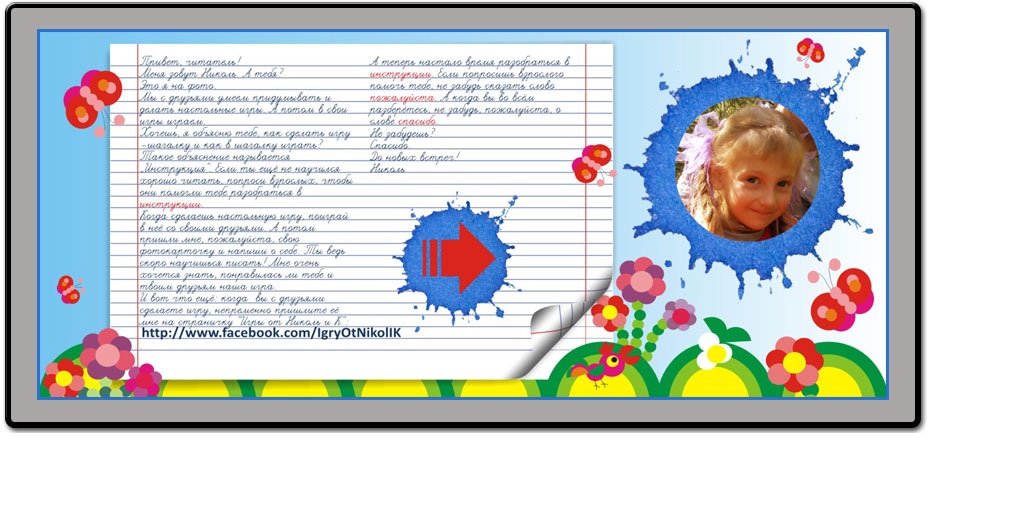 Привет, читатель!
Меня зовут Николь. А тебя?
Это я на фото.
Мы с друзьями умеем придумывать и
делать настольные игры. А потом в свои
игры играем.
Хочешь, я объясню тебе, как сделать игру
-шагалку и как в шагалку играть?
Такое объяснение называется
"Инструкция". Если ты ещё не научился
хорошо читать, попроси взрослых, чтобы
они помогли тебе разобраться в
инструкции.
Когда сделаешь настольную игру, поиграй
в неё со своими друзьями. А потом
пришли мне, пожалуйста, свою
фотокарточку и напиши о себе. Ты ведь
скоро научишься писать! Мне очень
хочется знать, понравилась ли тебе и
твоим друзьям наша игра.
И вот что ещё: когда вы с друзьями
сделаете игру, непременно пришлите её
мне на страничку "Игры от Николь и К"-
http://www.facebook.com/IgryOtNikolIK
А теперь настало время разобраться в
инструкции. Если попросишь взрослого
помочь тебе, не забудь сказать слово
пожалуйста. А когда вы во всём
разберётесь, не забудь, пожалуйста, о
слове спасибо.
Не забудешь?
Спасибо.
До новых встреч!
Николь